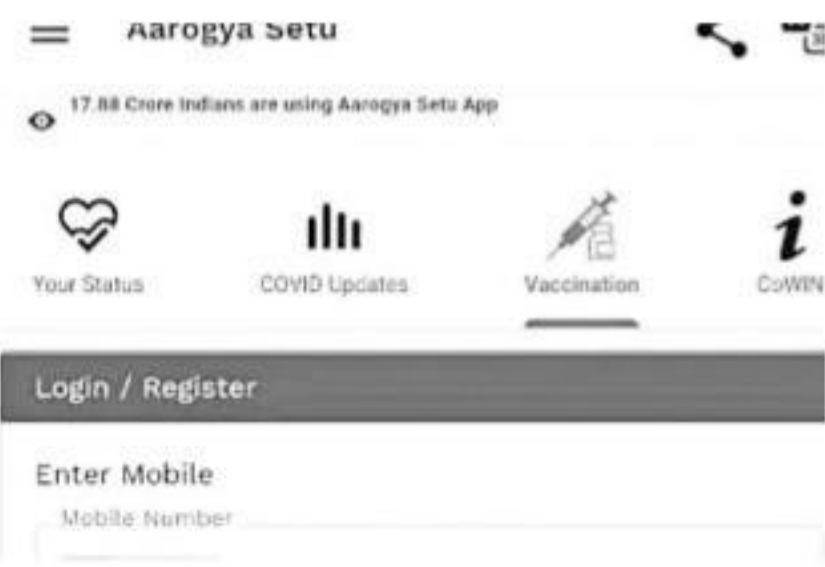 Aarogya Setu
17.88 Crore Indians are using Aarogya Setu App
Your Status
COVID Updates
Vaccination
CoWIN
Login / Register
Enter Mobile
Mobile Number